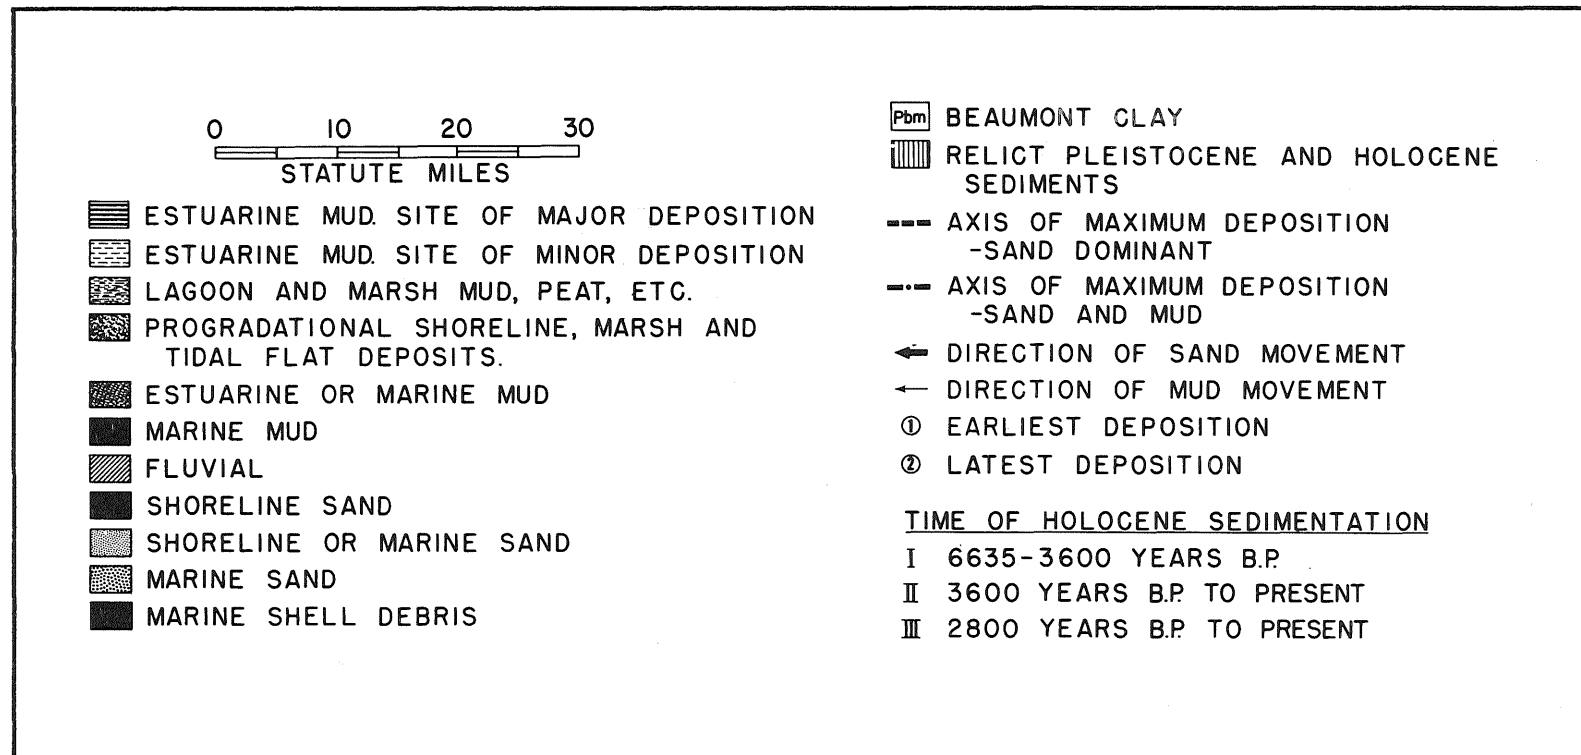 0 10 20 30
STATUTE MILES
ESTUARINE MUD. SITE OF MAJOR DEPOSITION
ESTUARINE MUD. SITE OF MINOR DEPOSITION
LAGOON AND MARSH MUD, PEAT, ETC.
PROGRADATIONAL SHORELINE, MARSH AND
TIDAL FLAT DEPOSITS.
ESTUARINE OR MARINE MUD
MARINE MUD
FLUVIAL
SHORELINE SAND
SHORELINE OR MARINE SAND
MARINE SAND
MARINE SHELL DEBRIS
Pbm BEAUMONT CLAY
RELICT PLEISTOCENE AND HOLOCENE
SEDIMENTS
AXIS OF MAXIMUM DEPOSITION
-SAND DOMINANT
AXIS OF MAXIMUM DEPOSITION
-SAND AND MUD
DIRECTION OF SAND MOVEMENT
DIRECTION OF MUD MOVEMENT
① EARLIEST DEPOSITION
② LATEST DEPOSITION
TIME OF HOLOCENE SEDIMENTATION
I 6635-3600 YEARS B.P.
II 3600 YEARS B.P. TO PRESENT
III 2800 YEARS B.P. TO PRESENT